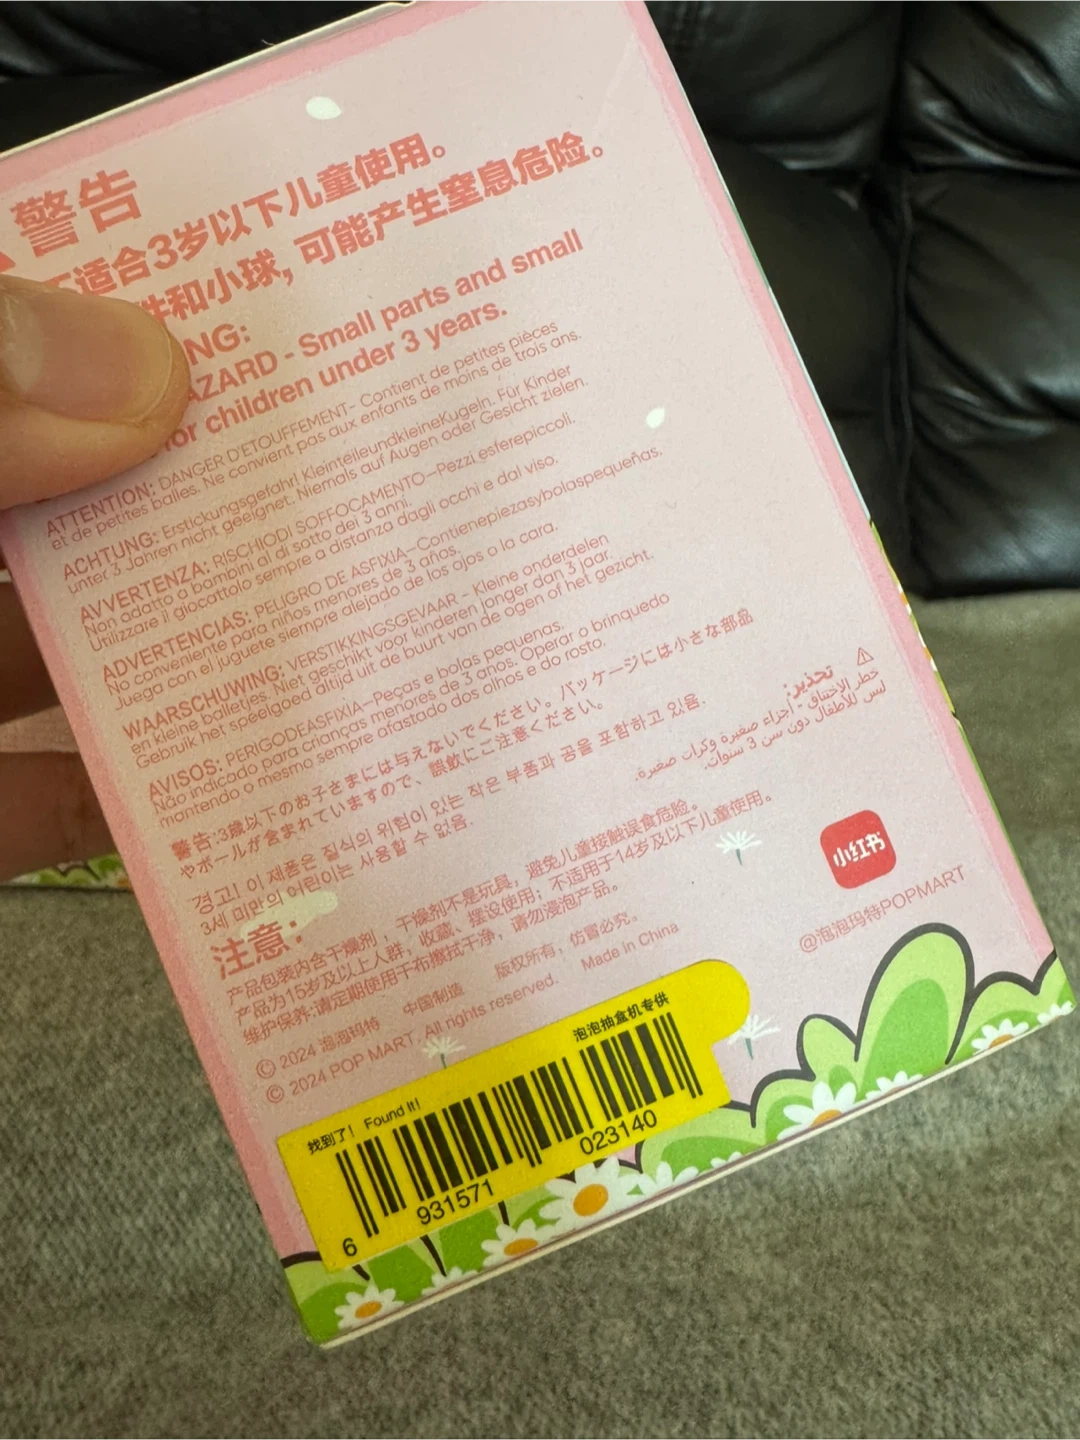 警告
不适合3岁以下儿童使用。
件和小球, 可能产生窒息危险。
NG:
AZARD - Small parts and small
for children under 3 years.
ATTENTION: DANGER D'ETOUFFEMENT- Contient de petites pièces
et de petites balles. Ne convient pas aux enfants de moins de trois ans.
ACHTUNG: Erstickungsgefahr! KleinteileundkleineKugeln. Für Kinder
unter 3 Jahren nicht geeignet. Niemals auf Augen oder Gesicht zielen.
AVVERTENZA: RISCHIODI SOFFOCAMENTO—Pezzi esferepiccoli.
Non adatto a bambini al di sotto dei 3 anni.
Utilizzare il giocattolo sempre a distanza dagli occhi e dal viso.
ADVERTENCIAS: PELIGRO DE ASFIXIA—Contienepiezasybolaspequeñas.
No conveniente para niños menores de 3 años.
Juega con el juguete siempre alejado de los ojos o la cara.
WAARSCHUWING: VERSTIKKINGSGEVAAR - Kleine onderdelen
en kleine balletjes. Niet geschikt voor kinderen jonger dan 3 jaar.
Gebruik het speelgoed altijd uit de buurt van de ogen of het gezicht.
AVISOS: PERIGODEASFIXIA—Peças e bolas pequenas.
Não indicado para crianças menores de 3 anos. Operar o brinquedo
montendo o mesmo sempre afastado dos olhos e do rosto.
警告:3歳以下のお子さまには与えないでください。パッケージには小さな部品
やボールが含まれていますので、誤飲にご注意ください。
경고! 이 제품은 질식의 위험이 있는 작은 부품과 공을 포함하고 있음.
3세 미만의 어린이는 사용할 수 없음.
تحذير:
خطر الاختناق - أجزاء صغيرة وكرات صغيرة.
ليس للأطفال دون سن 3 سنوات.
注意:
产品包装内含干燥剂，干燥剂不是玩具，避免儿童接触误食危险。
产品为15岁及以上人群，收藏、摆设使用；不适用于14岁及以下儿童使用。
维护保养:请定期使用干布擦拭干净，请勿浸泡产品。
© 2024 泡泡玛特 中国制造 版权所有，仿冒必究。
© 2024 POP MART. All rights reserved. Made in China
小红书
@泡泡玛特POPMART
找到了! Found It!
泡泡抽盒机专供
6 931571 023140